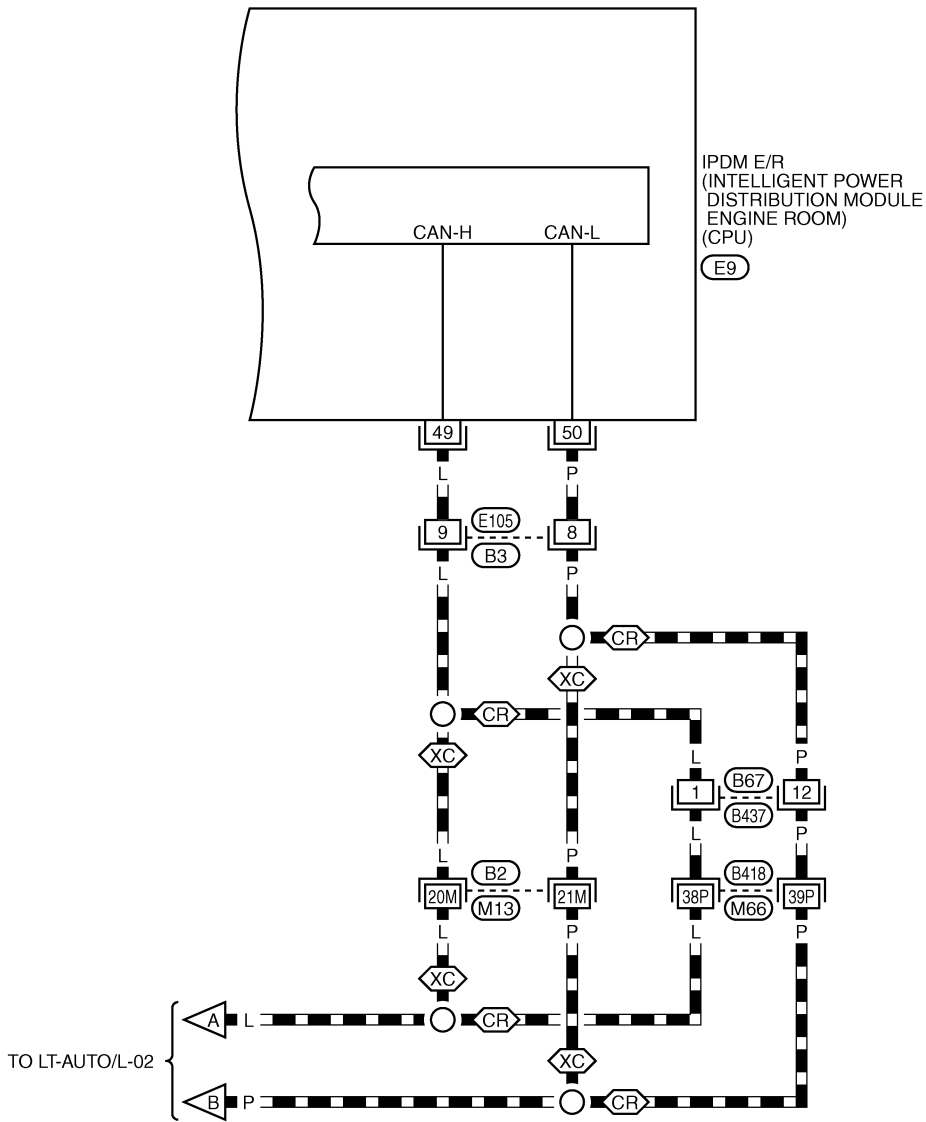 IPDM E/R
(INTELLIGENT POWER
DISTRIBUTION MODULE
ENGINE ROOM)
(CPU)
E9
CAN-H
CAN-L
49
50
L
P
9
E105
B3
8
L
P
CR
XC
CR
XC
L
P
1
B67
B437
12
L
P
L
P
20M
B2
M13
21M
38P
B418
M66
39P
L
P
L
P
XC
A
L
CR
TO LT-AUTO/L-02
XC
B
P
CR